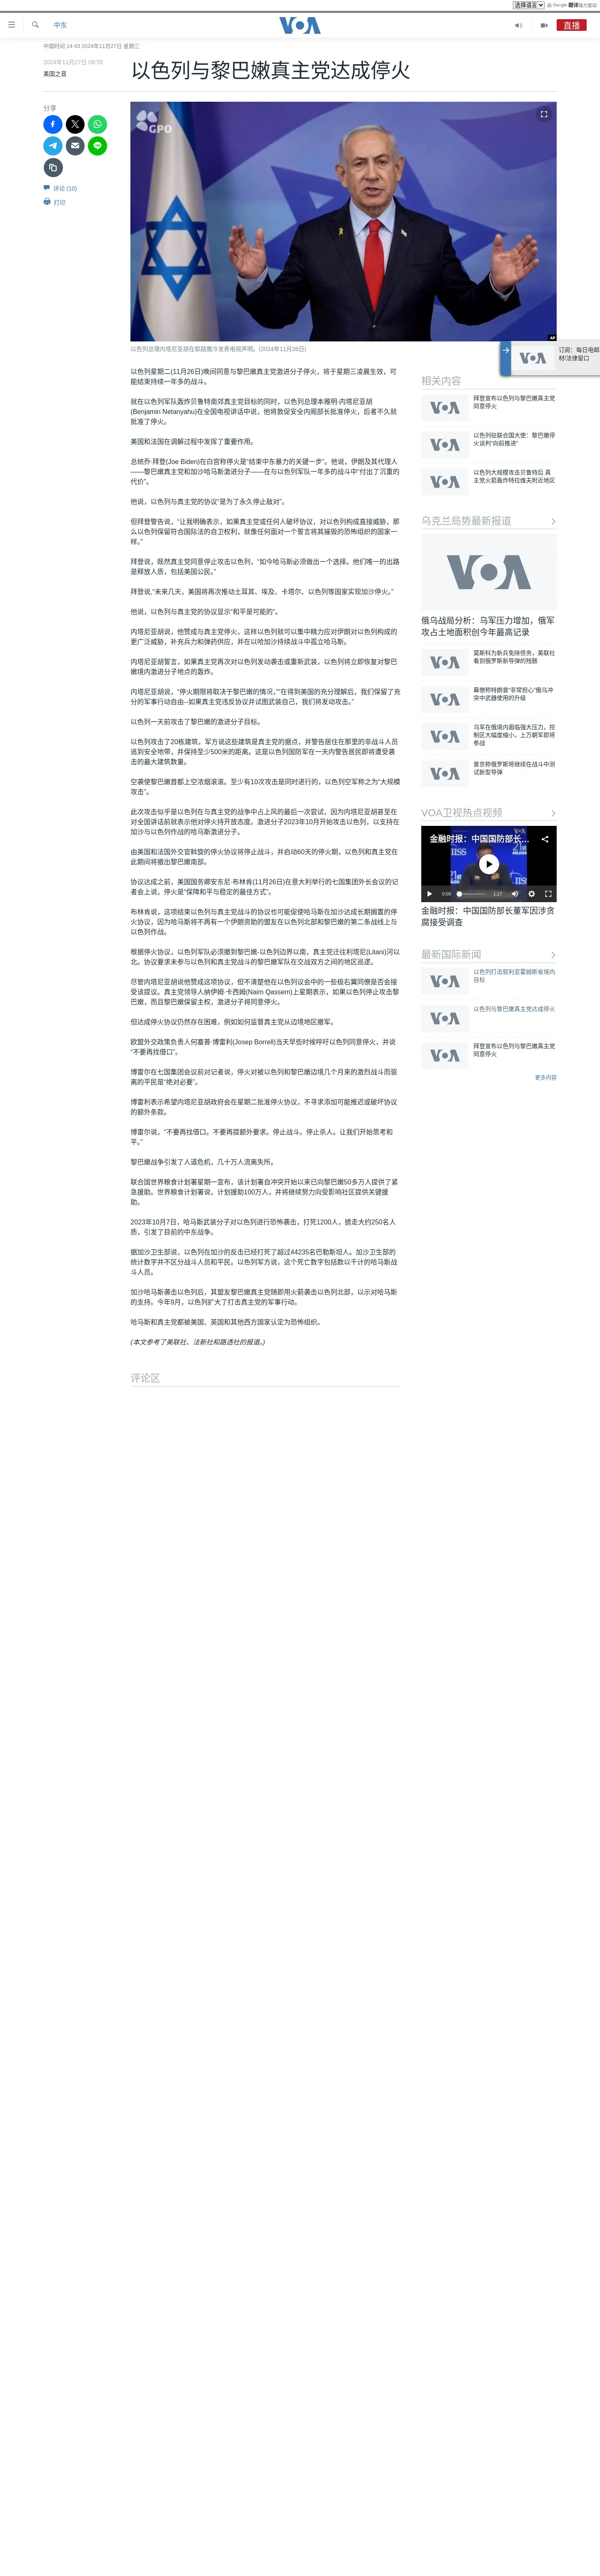 选择语言 由 Google 翻译强力驱动
中东
VOA
直播
中国时间 14:43 2024年11月27日 星期三
2024年11月27日 06:55
美国之音
以色列与黎巴嫩真主党达成停火
分享
评论 (10)
打印
GPO
AP
以色列总理内塔尼亚胡在耶路撒冷发表电视声明。(2024年11月26日)
订阅：每日电邮
材/法律窗口
VOA
以色列星期二(11月26日)晚间同意与黎巴嫩真主党激进分子停火，将于星期三凌晨生效，可
能结束持续一年多的战斗。
就在以色列军队轰炸贝鲁特南郊真主党目标的同时，以色列总理本雅明·内塔尼亚胡
(Benjamin Netanyahu)在全国电视讲话中说，他将敦促安全内阁部长批准停火，后者不久就
批准了停火。
美国和法国在调解过程中发挥了重要作用。
总统乔·拜登(Joe Biden)在白宫称停火是“结束中东暴力的关键一步”。他说，伊朗及其代理人
——黎巴嫩真主党和加沙哈马斯激进分子——在与以色列军队一年多的战斗中“付出了沉重的
代价”。
他说，以色列与真主党的协议“是为了永久停止敌对”。
但拜登警告说，“让我明确表示，如果真主党或任何人破坏协议，对以色列构成直接威胁，那
么以色列保留符合国际法的自卫权利，就像任何面对一个誓言将其摧毁的恐怖组织的国家一
样。”
拜登说，既然真主党同意停止攻击以色列，“如今哈马斯必须做出一个选择。他们唯一的出路
是释放人质，包括美国公民。”
拜登说,“未来几天，美国将再次推动土耳其、埃及、卡塔尔、以色列等国家实现加沙停火。”
他说，以色列与真主党的协议显示“和平是可能的”。
内塔尼亚胡说，他赞成与真主党停火，这样以色列就可以集中精力应对伊朗对以色列构成的
更广泛威胁，补充兵力和弹药供应，并在以哈加沙持续战斗中孤立哈马斯。
内塔尼亚胡誓言，如果真主党再次对以色列发动袭击或重新武装，以色列将立即恢复对黎巴
嫩境内激进分子地点的轰炸。
内塔尼亚胡说，“停火期限将取决于黎巴嫩的情况，”“在得到美国的充分理解后，我们保留了充
分的军事行动自由--如果真主党违反协议并试图武装自己，我们将发动攻击。”
以色列一天前攻击了黎巴嫩的激进分子目标。
以色列攻击了20栋建筑，军方说这些建筑是真主党的据点，并警告居住在那里的非战斗人员
逃到安全地带，并保持至少500米的距离。这是以色列国防军在一天内警告居民即将遭受袭
击的最大建筑数量。
空袭使黎巴嫩首都上空浓烟滚滚。至少有10次攻击是同时进行的，以色列空军称之为“大规模
攻击”。
此次攻击似乎是以色列在与真主党的战争中占上风的最后一次尝试，因为内塔尼亚胡甚至在
对全国讲话前就表示他对停火持开放态度。激进分子2023年10月开始攻击以色列，以支持在
加沙与以色列作战的哈马斯激进分子。
由美国和法国外交官斡旋的停火协议将停止战斗，并启动60天的停火期，以色列和真主党在
此期间将撤出黎巴嫩南部。
协议达成之前，美国国务卿安东尼·布林肯(11月26日)在意大利举行的七国集团外长会议的记
者会上说，停火是“保障和平与稳定的最佳方式”。
布林肯说，这项结束以色列与真主党战斗的协议也可能促使哈马斯在加沙达成长期搁置的停
火协议，因为哈马斯将不再有一个伊朗资助的盟友在以色列北部和黎巴嫩的第二条战线上与
以色列作战。
根据停火协议，以色列军队必须撤到黎巴嫩-以色列边界以南，真主党迁往利塔尼(Litani)河以
北。协议要求未参与以色列和真主党战斗的黎巴嫩军队在交战双方之间的地区巡逻。
尽管内塔尼亚胡说他赞成这项协议，但不清楚他在以色列议会中的一些极右翼同僚是否会接
受该提议。真主党领导人纳伊姆·卡西姆(Naim Qassem)上星期表示，如果以色列停止攻击黎
巴嫩，而且黎巴嫩保留主权，激进分子将同意停火。
但达成停火协议仍然存在困难，例如如何监督真主党从边境地区撤军。
欧盟外交政策负责人何塞普·博雷利(Josep Borrell)当天早些时候呼吁以色列同意停火，并说
“不要再找借口”。
博雷尔在七国集团会议前对记者说，停火对被以色列和黎巴嫩边境几个月来的激烈战斗而驱
离的平民是“绝对必要”。
博雷利表示希望内塔尼亚胡政府会在星期二批准停火协议，不寻求添加可能推迟或破坏协议
的额外条款。
博雷尔说，“不要再找借口。不要再提额外要求。停止战斗。停止杀人。让我们开始思考和
平。”
黎巴嫩战争引发了人道危机，几十万人流离失所。
联合国世界粮食计划署星期一宣布，该计划署自冲突开始以来已向黎巴嫩50多万人提供了紧
急援助。世界粮食计划署说，计划援助100万人，并将继续努力向受影响社区提供关键援
助。
2023年10月7日，哈马斯武装分子对以色列进行恐怖袭击，打死1200人，掳走大约250名人
质，引发了目前的中东战争。
据加沙卫生部说，以色列在加沙的反击已经打死了超过44235名巴勒斯坦人。加沙卫生部的
统计数字并不区分战斗人员和平民。以色列军方说，这个死亡数字包括数以千计的哈马斯战
斗人员。
加沙哈马斯袭击以色列后，其盟友黎巴嫩真主党随即用火箭袭击以色列北部，以示对哈马斯
的支持。今年9月，以色列扩大了打击真主党的军事行动。
哈马斯和真主党都被美国、英国和其他西方国家认定为恐怖组织。
(本文参考了美联社、法新社和路透社的报道。)
评论区
相关内容
VOA
拜登宣布以色列与黎巴嫩真主党
同意停火
VOA
以色列驻联合国大使：黎巴嫩停
火谈判“向前推进”
VOA
以色列大规模攻击贝鲁特后 真
主党火箭轰炸特拉维夫附近地区
乌克兰局势最新报道
VOA
俄乌战局分析：乌军压力增加，俄军
攻占土地面积创今年最高记录
VOA
莫斯科为新兵免除债务，美联社
看到俄罗斯新导弹的残骸
VOA
幕僚称特朗普“非常担心”俄乌冲
突中武器使用的升级
VOA
乌军在俄境内面临强大压力，控
制区大幅度缩小，上万朝军即将
参战
VOA
普京称俄罗斯将继续在战斗中测
试新型导弹
VOA卫视热点视频
金融时报：中国国防部长...
VOA
0:00
1:17
金融时报：中国国防部长董军因涉贪
腐接受调查
最新国际新闻
VOA
以色列打击叙利亚霍姆斯省境内
目标
VOA
以色列与黎巴嫩真主党达成停火
VOA
拜登宣布以色列与黎巴嫩真主党
同意停火
更多内容